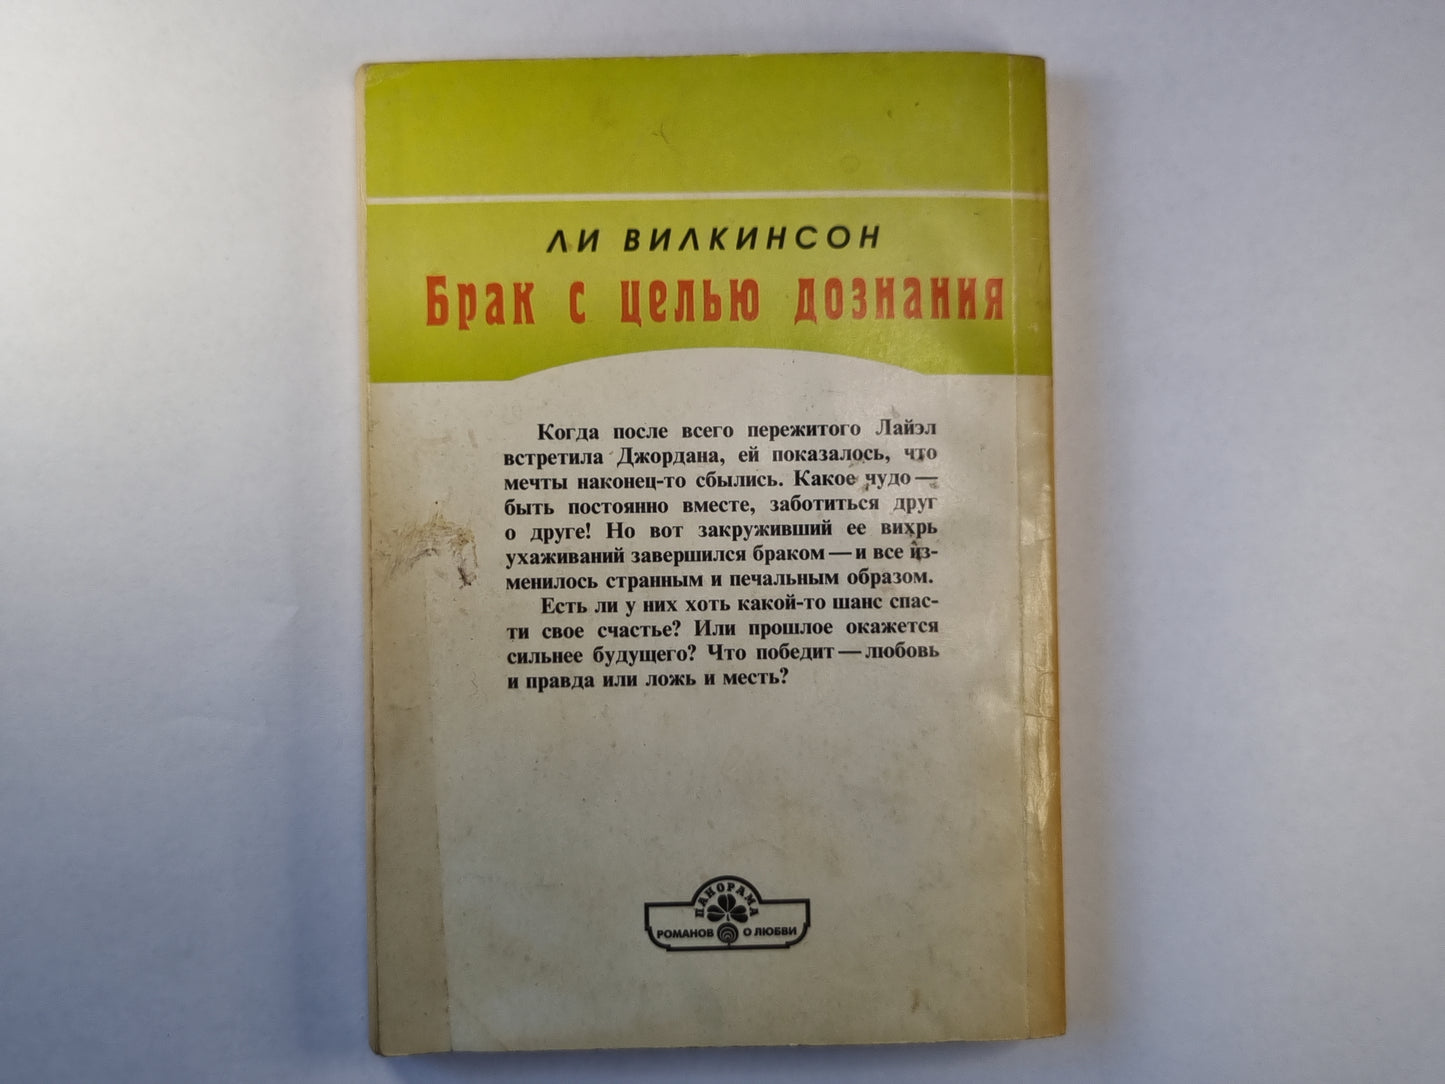 ЛИ ВИЛКИНСОН
Брак с целью дознания
Когда после всего пережитого Лайэл
встретила Джордана, ей показалось, что
мечты наконец-то сбылись. Какое чудо —
быть постоянно вместе, заботиться друг
о друге! Но вот закруживший ее вихрь
ухаживаний завершился браком — и все из-
менилось странным и печальным образом.
Есть ли у них хоть какой-то шанс спас-
ти свое счастье? Или прошлое окажется
сильнее будущего? Что победит — любовь
и правда или ложь и месть?
ПАНОРАМА
РОМАНОВ О ЛЮБВИ